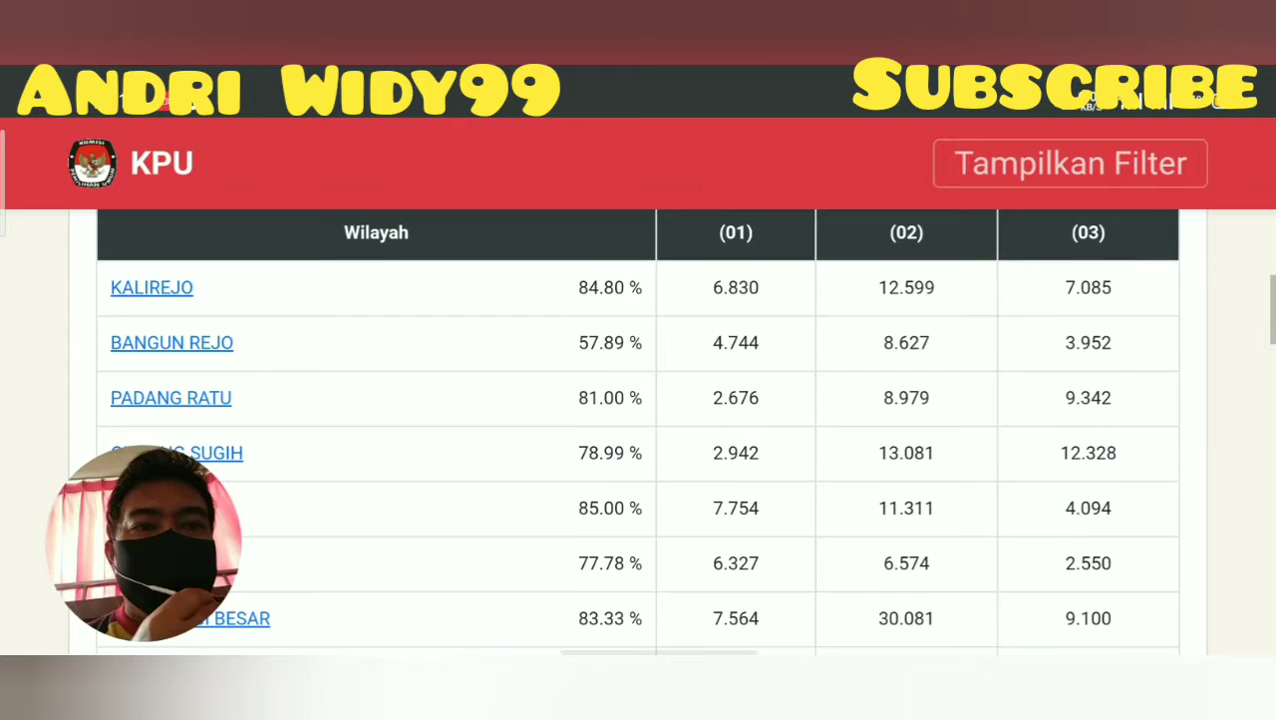 Andri Widy99 Subscribe
KPU Tampilkan Filter
Wilayah (01) (02) (03)
KALIREJO 84.80 % 6.830 12.599 7.085
BANGUN REJO 57.89 % 4.744 8.627 3.952
PADANG RATU 81.00 % 2.676 8.979 9.342
SUGIH 78.99 % 2.942 13.081 12.328
85.00 % 7.754 11.311 4.094
77.78 % 6.327 6.574 2.550
BESAR 83.33 % 7.564 30.081 9.100